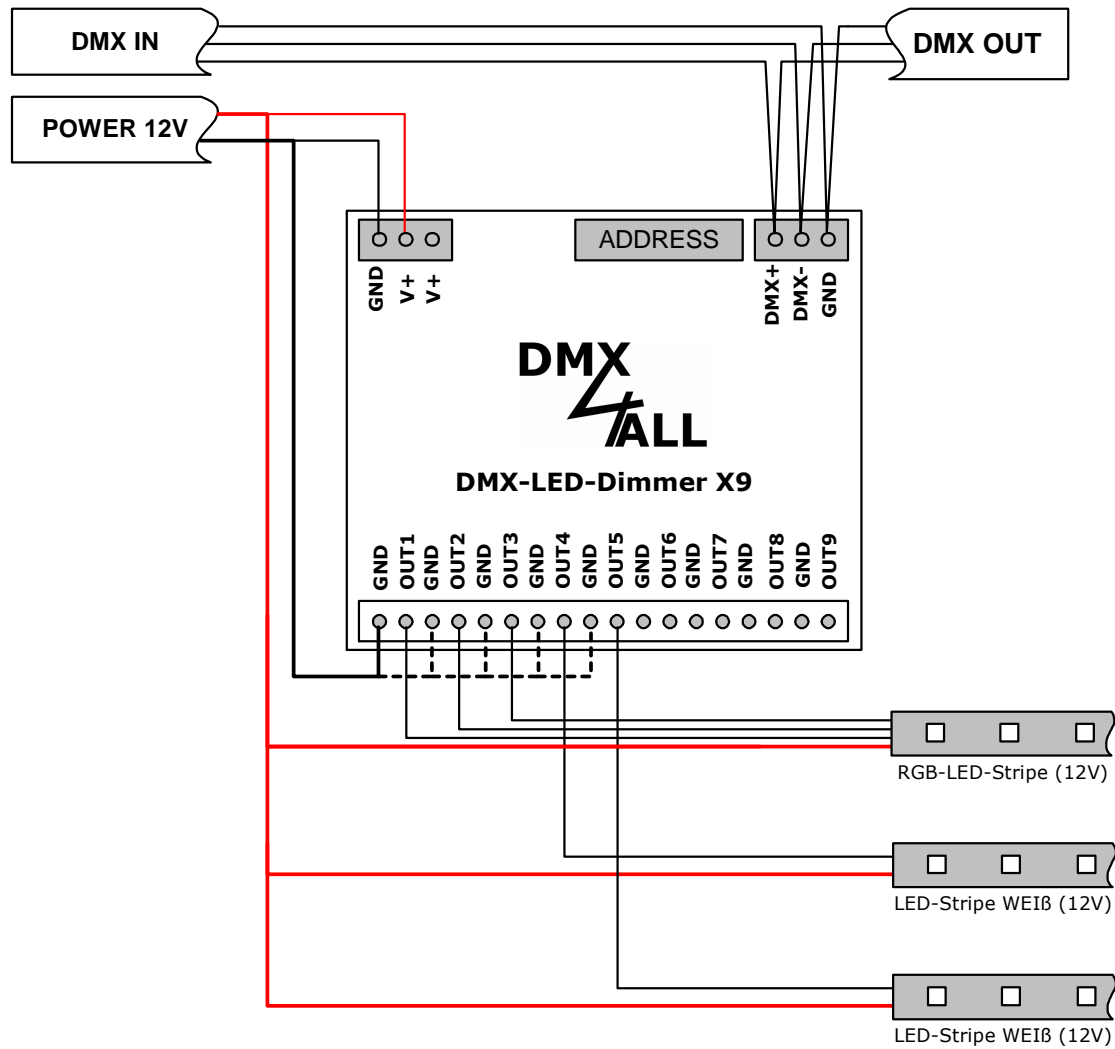 DMX IN
DMX OUT
POWER 12V
ADDRESS
GND
V+
V+
DMX+
DMX-
GND
DMX
4
ALL
DMX-LED-Dimmer X9
GND
OUT1
GND
OUT2
GND
OUT3
GND
OUT4
GND
OUT5
GND
OUT6
GND
OUT7
GND
OUT8
GND
OUT9
RGB-LED-Stripe (12V)
LED-Stripe WEIß (12V)
LED-Stripe WEIß (12V)